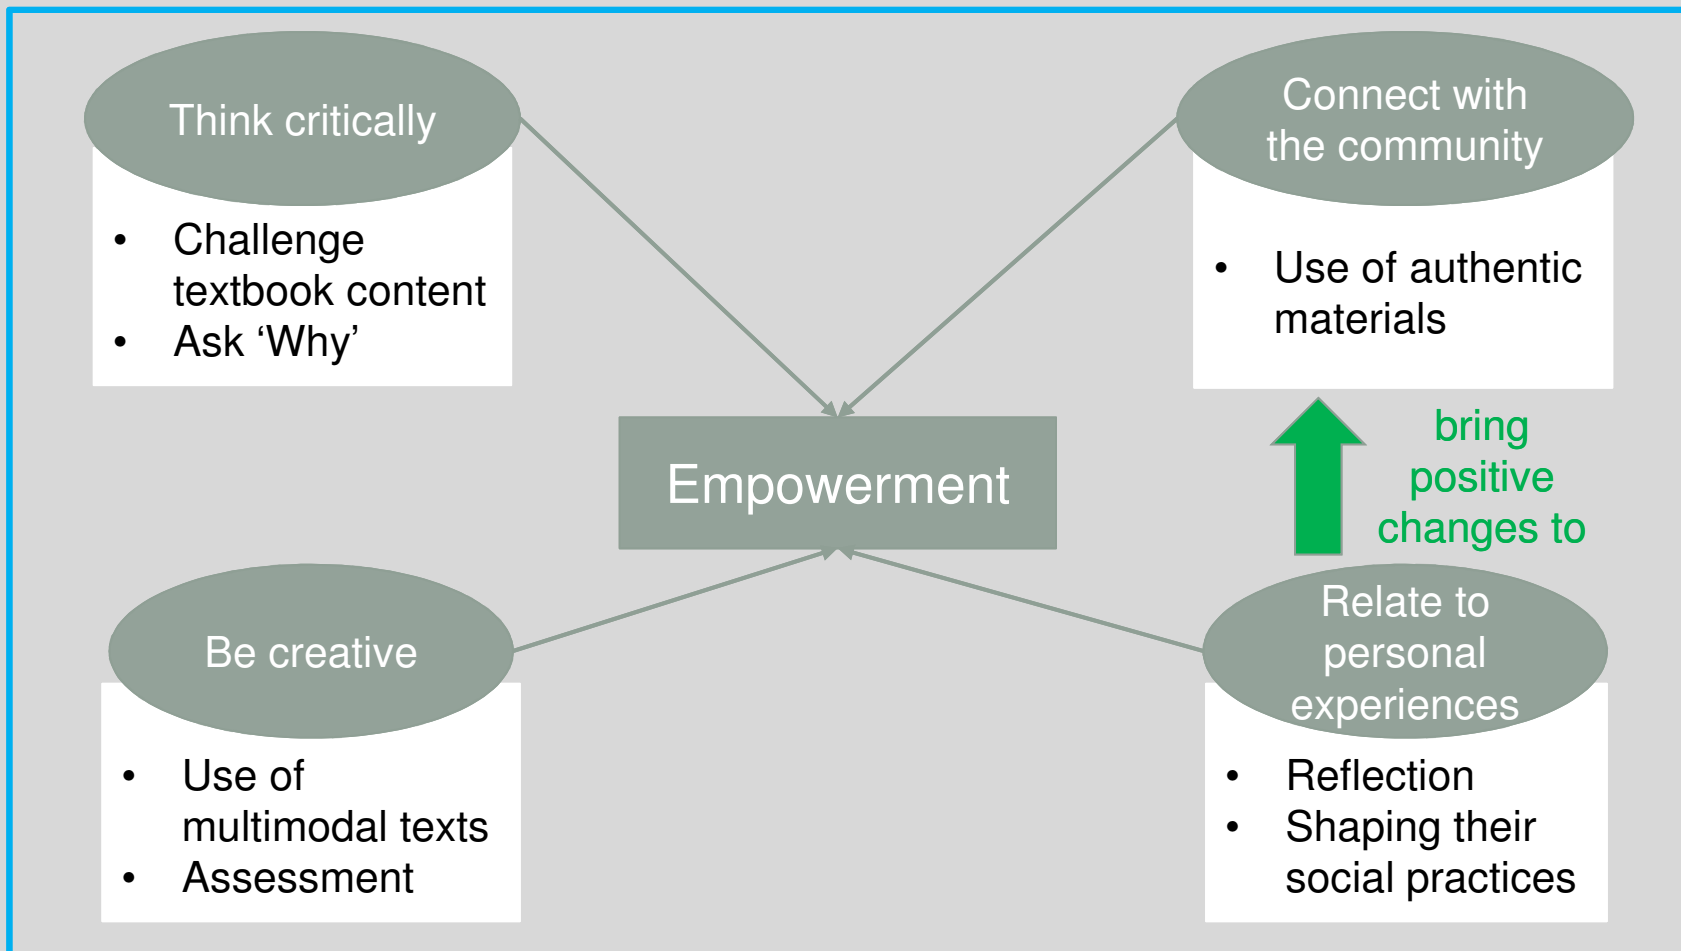 Think critically
• Challenge
textbook content
• Ask ‘Why’
Connect with
the community
• Use of authentic
materials
Empowerment
bring
positive
changes to
Be creative
• Use of
multimodal texts
• Assessment
Relate to
personal
experiences
• Reflection
• Shaping their
social practices